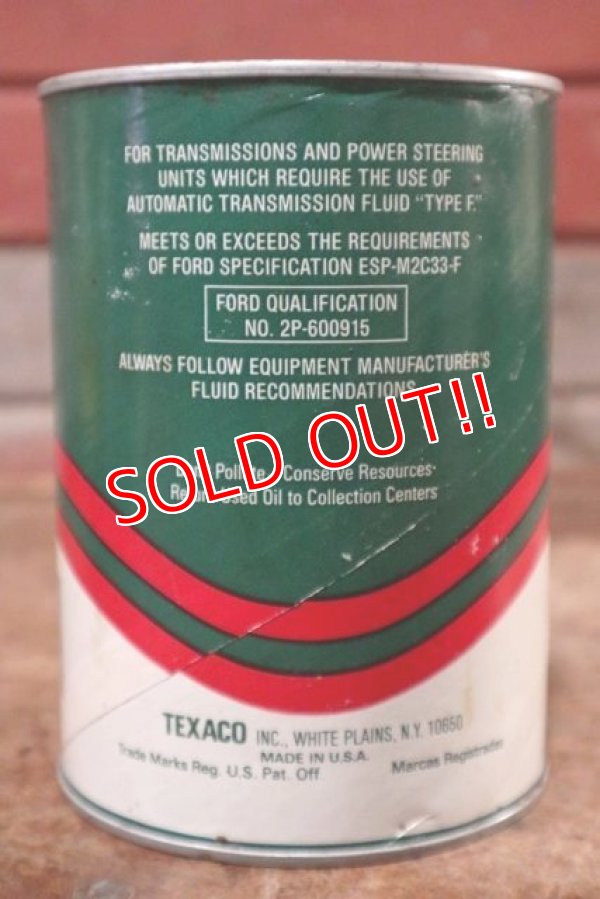 FOR TRANSMISSIONS AND POWER STEERING
UNITS WHICH REQUIRE THE USE OF
AUTOMATIC TRANSMISSION FLUID "TYPE F."
MEETS OR EXCEEDS THE REQUIREMENTS
OF FORD SPECIFICATION ESP-M2C33-F
FORD QUALIFICATION
NO. 2P-600915
ALWAYS FOLLOW EQUIPMENT MANUFACTURER'S
FLUID RECOMMENDATIONS
SOLD OUT!!
Conserve Resources·
Used Oil to Collection Centers
TEXACO INC., WHITE PLAINS, N.Y. 10650
MADE IN U.S.A.
Trade Marks Reg. U.S. Pat. Off
Marcas Registradas